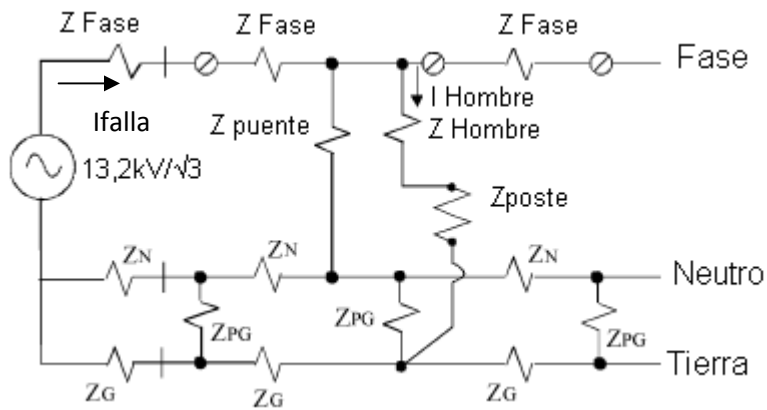 Z Fase Z Fase Z Fase
Fase
Ifalla
I Hombre
Z puente
Z Hombre
13,2kV/√3
Zposte
ZN ZN ZN
Neutro
ZPG ZPG ZPG
Tierra
ZG ZG ZG